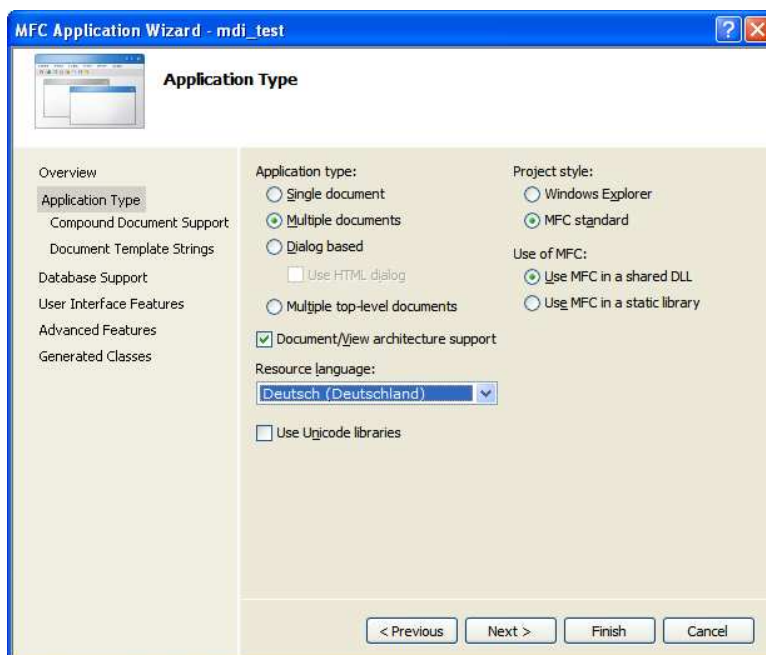 MFC Application Wizard - mdi_test
Application Type
Overview
Application Type
Compound Document Support
Document Template Strings
Database Support
User Interface Features
Advanced Features
Generated Classes
Application type:
Single document
Multiple documents
Dialog based
Use HTML dialog
Multiple top-level documents
Document/View architecture support
Resource language:
Deutsch (Deutschland)
Use Unicode libraries
Project style:
Windows Explorer
MFC standard
Use of MFC:
Use MFC in a shared DLL
Use MFC in a static library
< Previous
Next >
Finish
Cancel